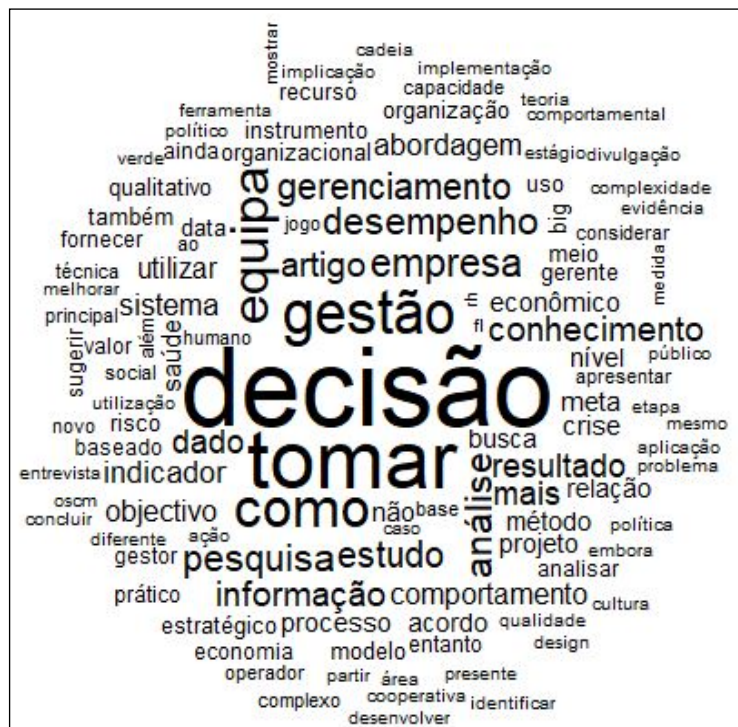 mostrar
cadeia
implicação implementação
recurso capacidade
ferramenta organização teoria comportamental
político instrumento
verde ainda organizacional abordagem estágio divulgação
qualitativo equipa gerenciamento uso complexidade
também data jogo desempenho big evidência
fornecer ao considerar
técnica utilizar artigo empresa meio
melhorar gerente medida
principal sistema gestão rh econômico
sugerir valor além humano fl conhecimento
social saúde decisão nível público
apresentar
utilização meta etapa
novo risco crise mesmo
baseado dado tomar busca aplicação
entrevista indicador resultado problema
oscm como análise mais relação
concluir objectivo não base
diferente ação caso método política
gestor pesquisa estudo projeto embora
analisar
prático informação comportamento cultura
estratégico processo acordo qualidade
economia modelo entanto design
operador partir área presente
complexo cooperativa identificar
desenvolver